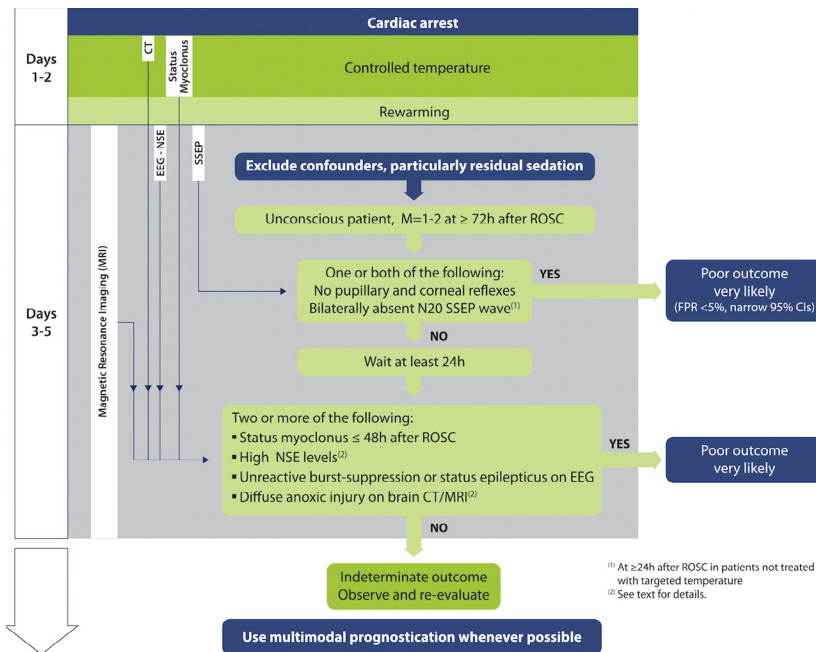 Cardiac arrest
Days
1-2
CT
Status
Myoclonus
Controlled temperature
Rewarming
Days
3-5
Magnetic Resonance Imaging (MRI)
EEG - NSE
SSEP
Exclude confounders, particularly residual sedation
Unconscious patient, M=1-2 at ≥ 72h after ROSC
One or both of the following:
No pupillary and corneal reflexes
Bilaterally absent N20 SSEP wave(1)
YES
Poor outcome
very likely
(FPR <5%, narrow 95% CIs)
NO
Wait at least 24h
Two or more of the following:
▪ Status myoclonus ≤ 48h after ROSC
▪ High NSE levels(2)
▪ Unreactive burst-suppression or status epilepticus on EEG
▪ Diffuse anoxic injury on brain CT/MRI(2)
YES
Poor outcome
very likely
NO
Indeterminate outcome
Observe and re-evaluate
(1) At ≥24h after ROSC in patients not treated
with targeted temperature
(2) See text for details.
Use multimodal prognostication whenever possible